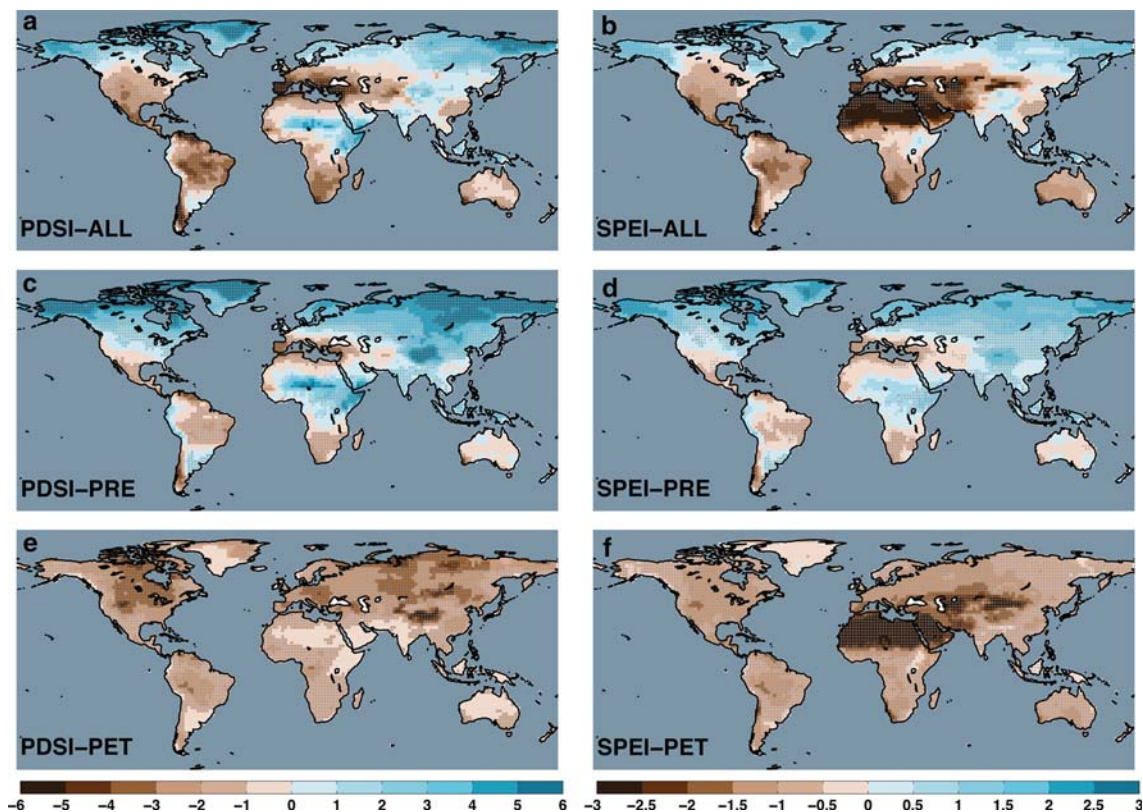 a
b
PDSI–ALL
SPEI–ALL
c
d
PDSI–PRE
SPEI–PRE
e
f
PDSI–PET
SPEI–PET
−6 −5 −4 −3 −2 −1 0 1 2 3 4 5 6
−3 −2.5 −2 −1.5 −1 −0.5 0 0.5 1 1.5 2 2.5 3